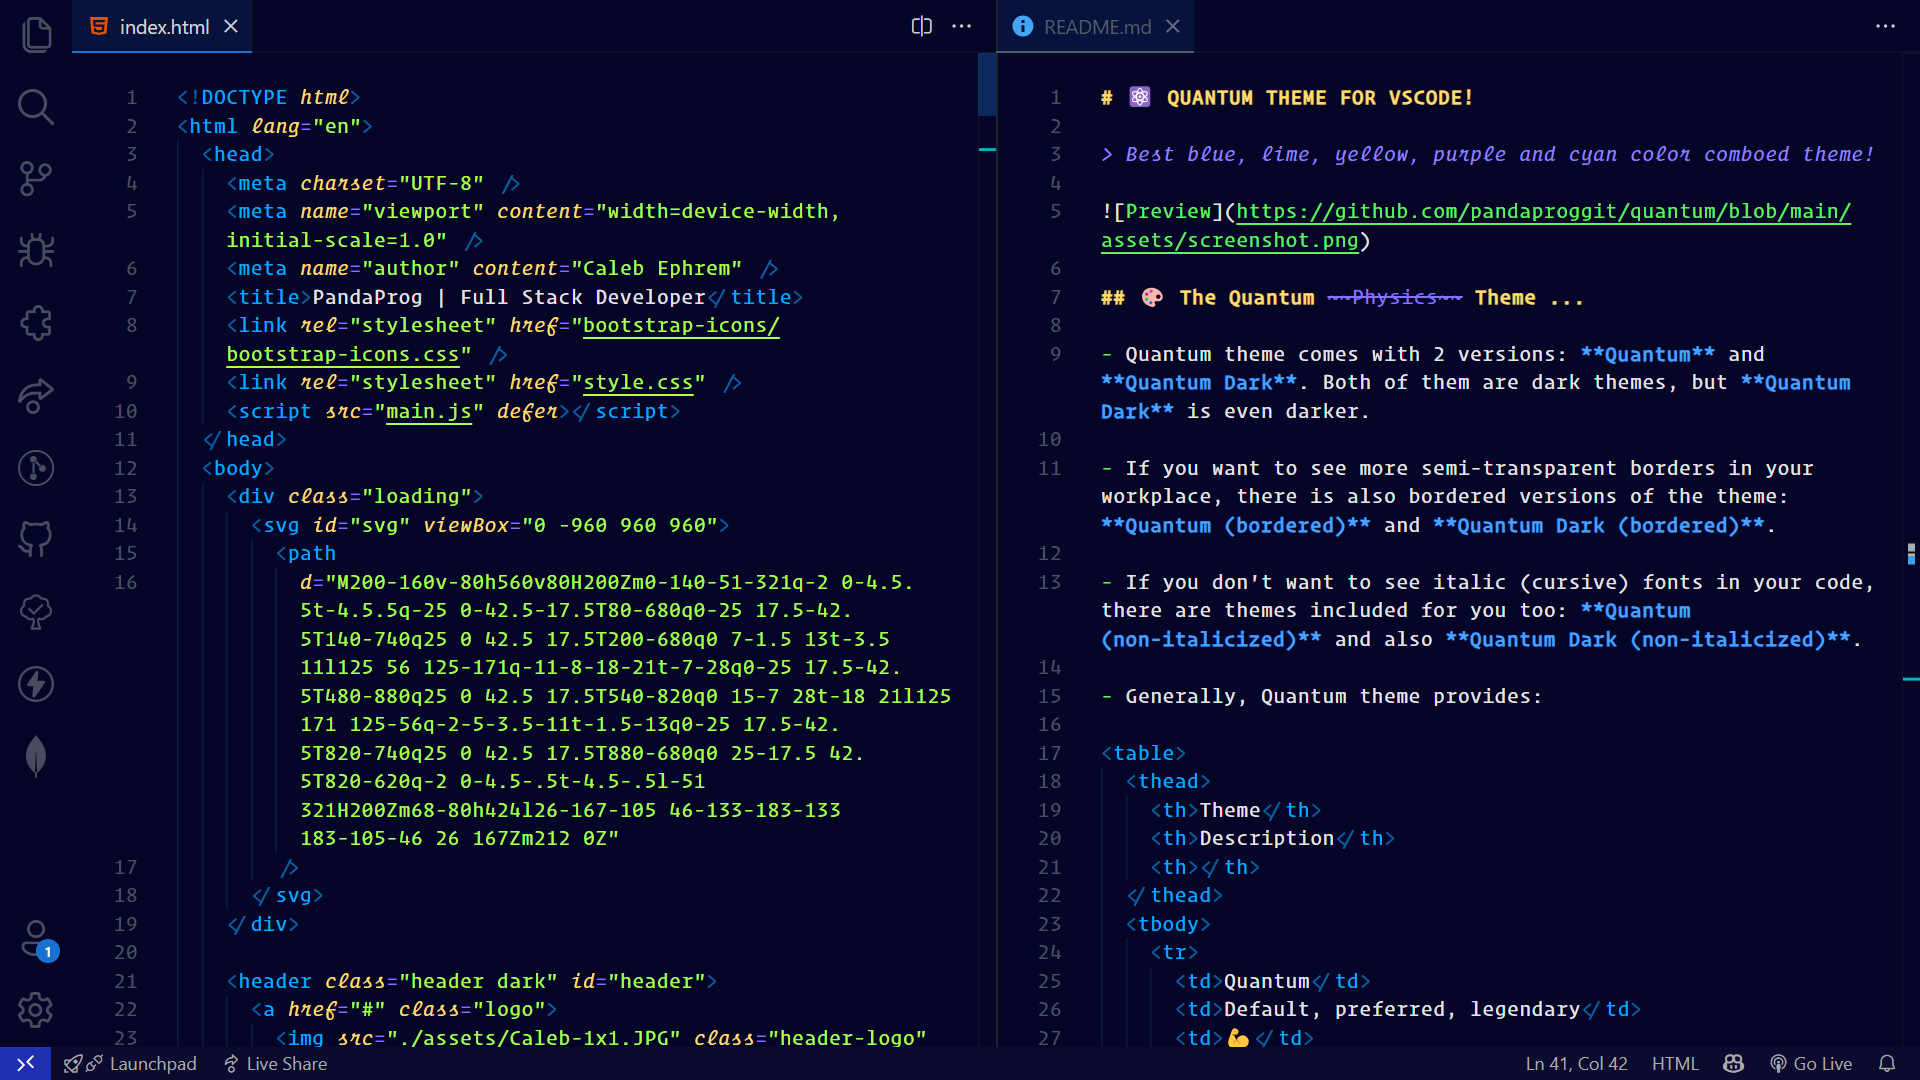 index.html
README.md
1 <!DOCTYPE html>
2 <html lang="en">
3 <head>
4 <meta charset="UTF-8" />
5 <meta name="viewport" content="width=device-width,
initial-scale=1.0" />
6 <meta name="author" content="Caleb Ephrem" />
7 <title>PandaProg | Full Stack Developer</title>
8 <link rel="stylesheet" href="bootstrap-icons/
bootstrap-icons.css" />
9 <link rel="stylesheet" href="style.css" />
10 <script src="main.js" defer></script>
11 </head>
12 <body>
13 <div class="loading">
14 <svg id="svg" viewBox="0 -960 960 960">
15 <path
16 d="M200-160v-80h560v80H200Zm0-140-51-321q-2 0-4.5.
5t-4.5.5q-25 0-42.5-17.5T80-680q0-25 17.5-42.
5T140-740q25 0 42.5 17.5T200-680q0 7-1.5 13t-3.5
11l125 56 125-171q-11-8-18-21t-7-28q0-25 17.5-42.
5T480-880q25 0 42.5 17.5T540-820q0 15-7 28t-18 21l125
171 125-56q-2-5-3.5-11t-1.5-13q0-25 17.5-42.
5T820-740q25 0 42.5 17.5T880-680q0 25-17.5 42.
5T820-620q-2 0-4.5-.5t-4.5-.5l-51
321H200Zm68-80h424l26-167-105 46-133-183-133
183-105-46 26 167Zm212 0Z"
17 />
18 </svg>
19 </div>
20
21 <header class="header dark" id="header">
22 <a href="#" class="logo">
23 <img src="./assets/Caleb-1x1.JPG" class="header-logo"
1 # ⚛️ QUANTUM THEME FOR VSCODE!
2
3 > Best blue, lime, yellow, purple and cyan color comboed theme!
4
5 ![Preview](https://github.com/pandaproggit/quantum/blob/main/
assets/screenshot.png)
6
7 ## 🎨 The Quantum ~~Physics~~ Theme ...
8
9 - Quantum theme comes with 2 versions: **Quantum** and
**Quantum Dark**. Both of them are dark themes, but **Quantum
Dark** is even darker.
10
11 - If you want to see more semi-transparent borders in your
workplace, there is also bordered versions of the theme:
**Quantum (bordered)** and **Quantum Dark (bordered)**.
12
13 - If you don't want to see italic (cursive) fonts in your code,
there are themes included for you too: **Quantum
(non-italicized)** and also **Quantum Dark (non-italicized)**.
14
15 - Generally, Quantum theme provides:
16
17 <table>
18 <thead>
19 <th>Theme</th>
20 <th>Description</th>
21 <th></th>
22 </thead>
23 <tbody>
24 <tr>
25 <td>Quantum</td>
26 <td>Default, preferred, legendary</td>
27 <td>💪</td>
1
Launchpad Live Share Ln 41, Col 42 HTML Go Live